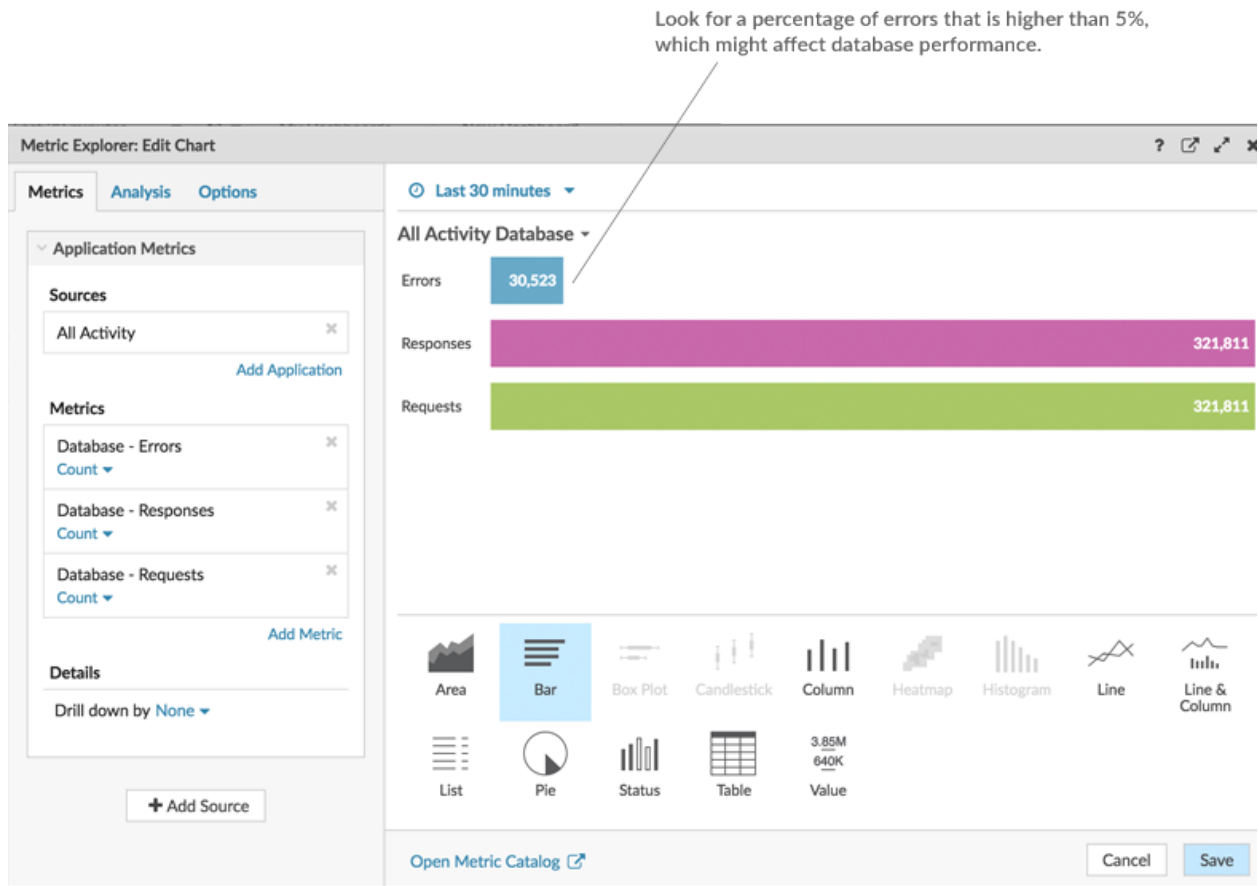 Look for a percentage of errors that is higher than 5%,
which might affect database performance.
Metric Explorer: Edit Chart
?
Metrics Analysis Options
Last 30 minutes
Application Metrics
Sources
All Activity
Add Application
Metrics
Database - Errors
Count
Database - Responses
Count
Database - Requests
Count
Add Metric
Details
Drill down by None
+ Add Source
All Activity Database
Errors 30,523
Responses 321,811
Requests 321,811
Area Bar Box Plot Candlestick Column Heatmap Histogram Line Line &
Column
3.85M
640K
List Pie Status Table Value
Open Metric Catalog
Cancel Save